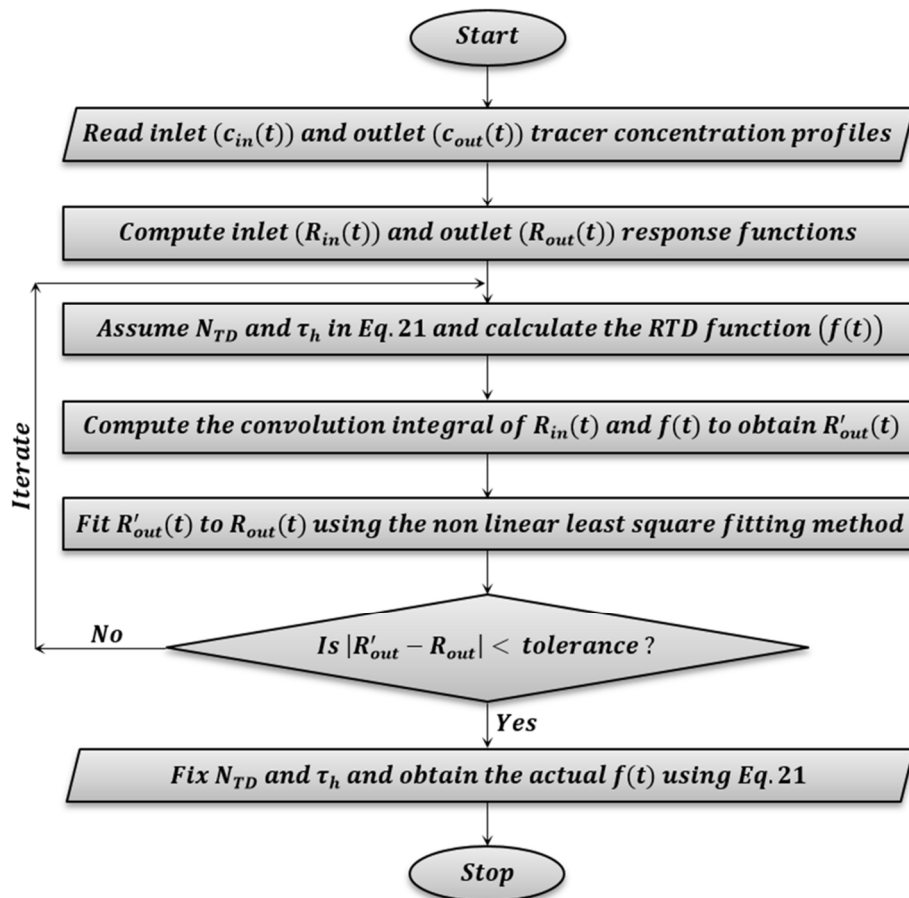 Start
Read inlet (c_in(t)) and outlet (c_out(t)) tracer concentration profiles
Compute inlet (R_in(t)) and outlet (R_out(t)) response functions
Assume N_TD and τ_h in Eq. 21 and calculate the RTD function (f(t))
Compute the convolution integral of R_in(t) and f(t) to obtain R′_out(t)
Iterate
Fit R′_out(t) to R_out(t) using the non linear least square fitting method
No
Is |R′_out − R_out| < tolerance ?
Yes
Fix N_TD and τ_h and obtain the actual f(t) using Eq. 21
Stop